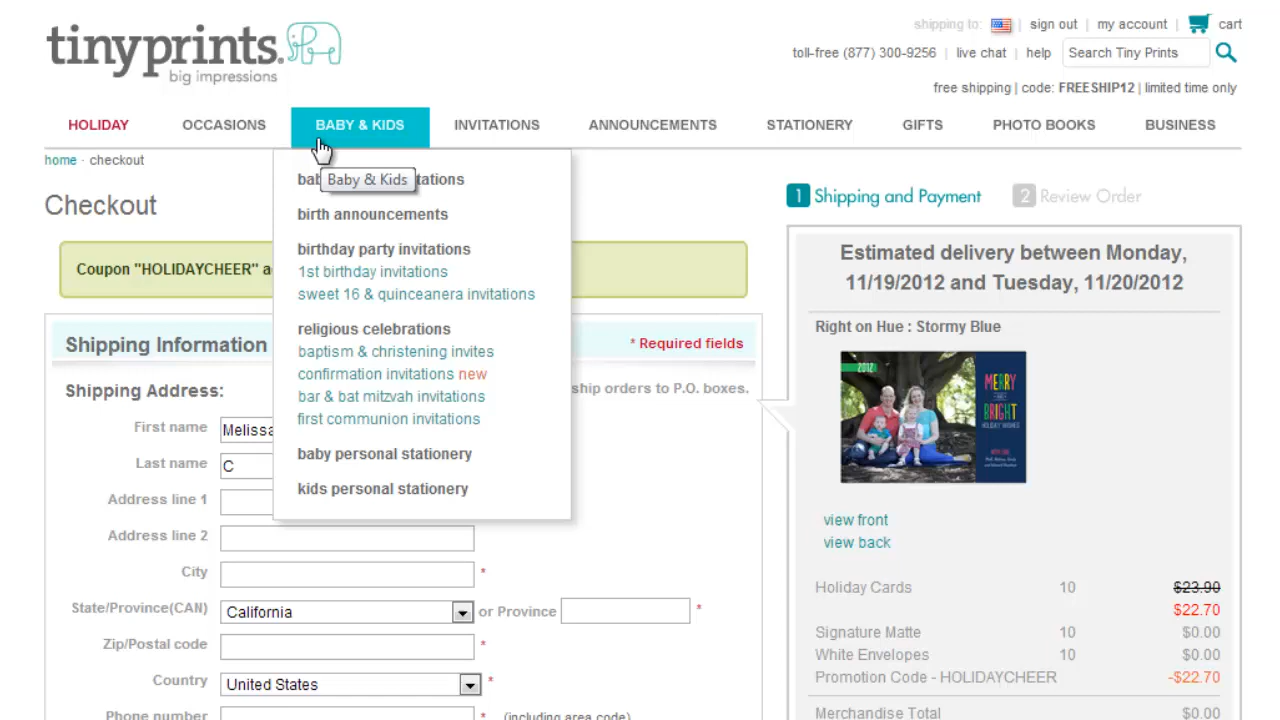 tinyprints.
big impressions
shipping to: | sign out | my account | cart
toll-free (877) 300-9256 | live chat | help Search Tiny Prints
free shipping | code: FREESHIP12 | limited time only
HOLIDAY OCCASIONS BABY & KIDS INVITATIONS ANNOUNCEMENTS STATIONERY GIFTS PHOTO BOOKS BUSINESS
home · checkout
Baby & Kids
birth announcements
birthday party invitations
1st birthday invitations
sweet 16 & quinceanera invitations
religious celebrations
baptism & christening invites
confirmation invitations new
bar & bat mitzvah invitations
first communion invitations
baby personal stationery
kids personal stationery
Checkout
Coupon "HOLIDAYCHEER"
Shipping Information * Required fields
Shipping Address: ship orders to P.O. boxes.
First name Melissa
Last name C
Address line 1
Address line 2
City *
State/Province(CAN) California or Province *
Zip/Postal code *
Country United States *
Phone number * (including area code)
1 Shipping and Payment 2 Review Order
Estimated delivery between Monday,
11/19/2012 and Tuesday, 11/20/2012
Right on Hue : Stormy Blue
2012
MERRY
BRIGHT
view front
view back
Holiday Cards 10 $23.90
$22.70
Signature Matte 10 $0.00
White Envelopes 10 $0.00
Promotion Code - HOLIDAYCHEER -$22.70
Merchandise Total $0.00